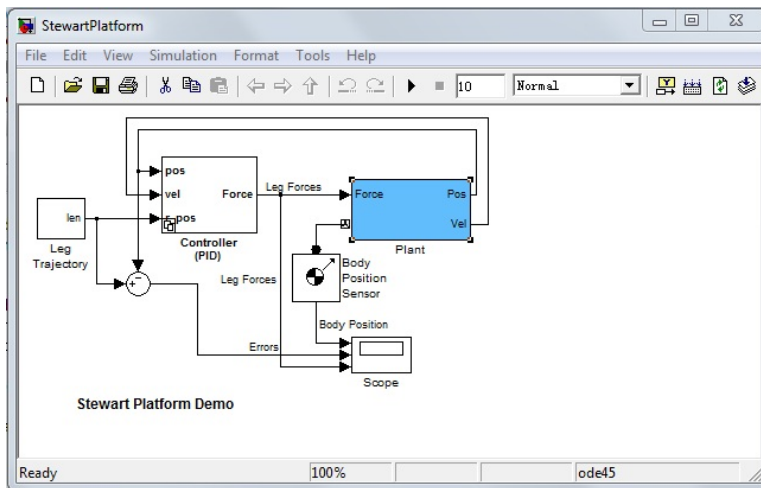 StewartPlatform
File Edit View Simulation Format Tools Help
10 Normal
pos
vel
r_pos
Force
Controller
(PID)
len
Leg
Trajectory
Leg Forces
Force
Pos
Vel
Plant
Leg Forces
Body
Position
Sensor
Body Position
Errors
Scope
Stewart Platform Demo
Ready 100% ode45